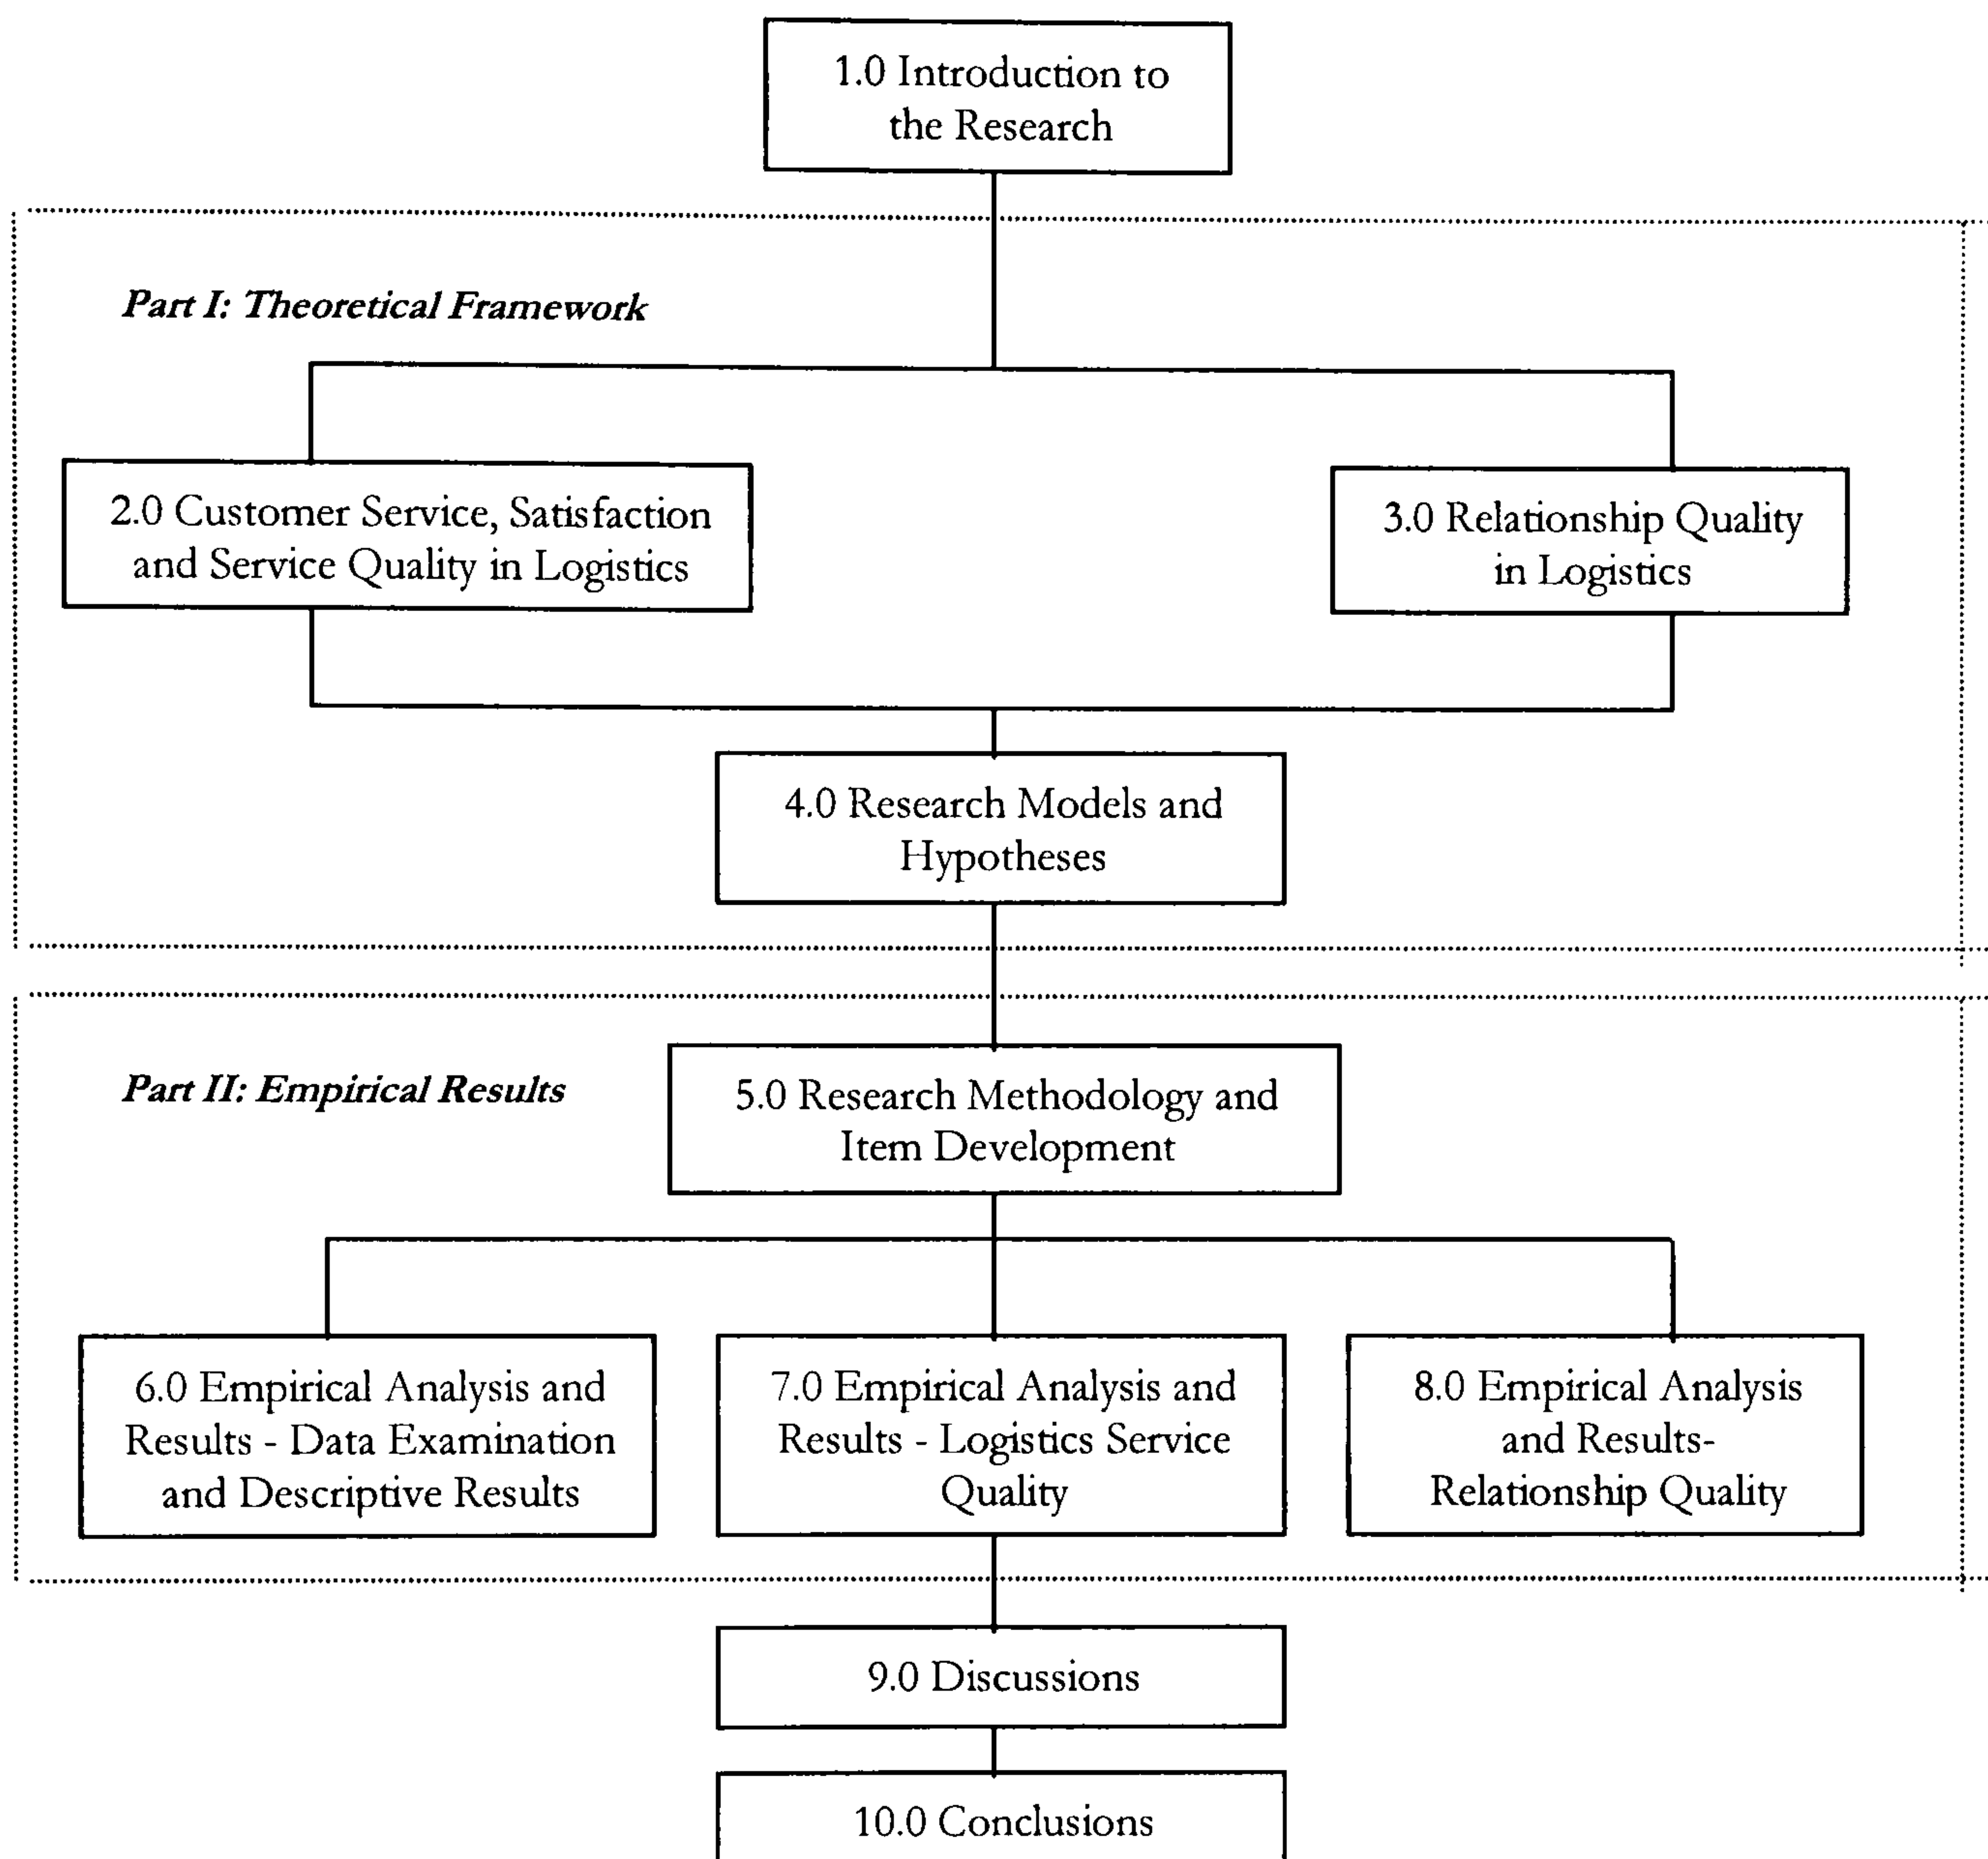 1.0 Introduction to
the Research
Part I: Theoretical Framework
2.0 Customer Service, Satisfaction
and Service Quality in Logistics
3.0 Relationship Quality
in Logistics
4.0 Research Models and
Hypotheses
Part II: Empirical Results
5.0 Research Methodology and
Item Development
6.0 Empirical Analysis and
Results - Data Examination
and Descriptive Results
7.0 Empirical Analysis and
Results - Logistics Service
Quality
8.0 Empirical Analysis
and Results-
Relationship Quality
9.0 Discussions
10.0 Conclusions